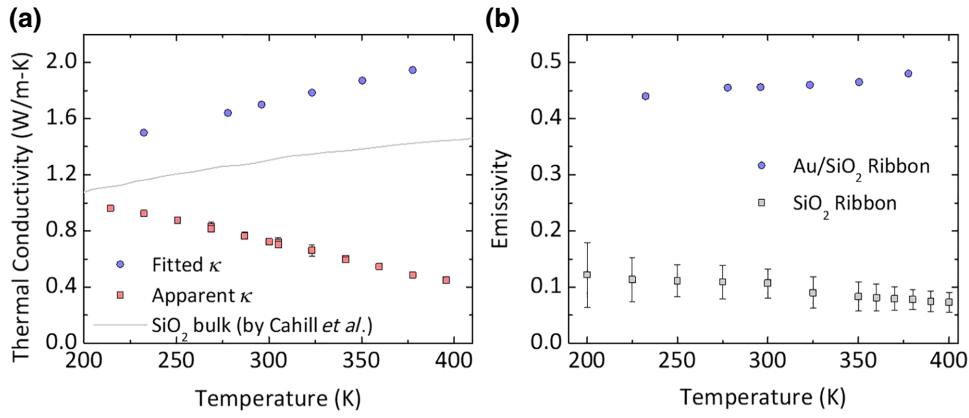 (a)
Thermal Conductivity (W/m-K)
2.0
1.6
1.2
0.8
0.4
Fitted κ
Apparent κ
SiO2 bulk (by Cahill et al.)
200 250 300 350 400
Temperature (K)
(b)
Emissivity
0.5
0.4
0.3
0.2
0.1
0.0
Au/SiO2 Ribbon
SiO2 Ribbon
200 250 300 350 400
Temperature (K)